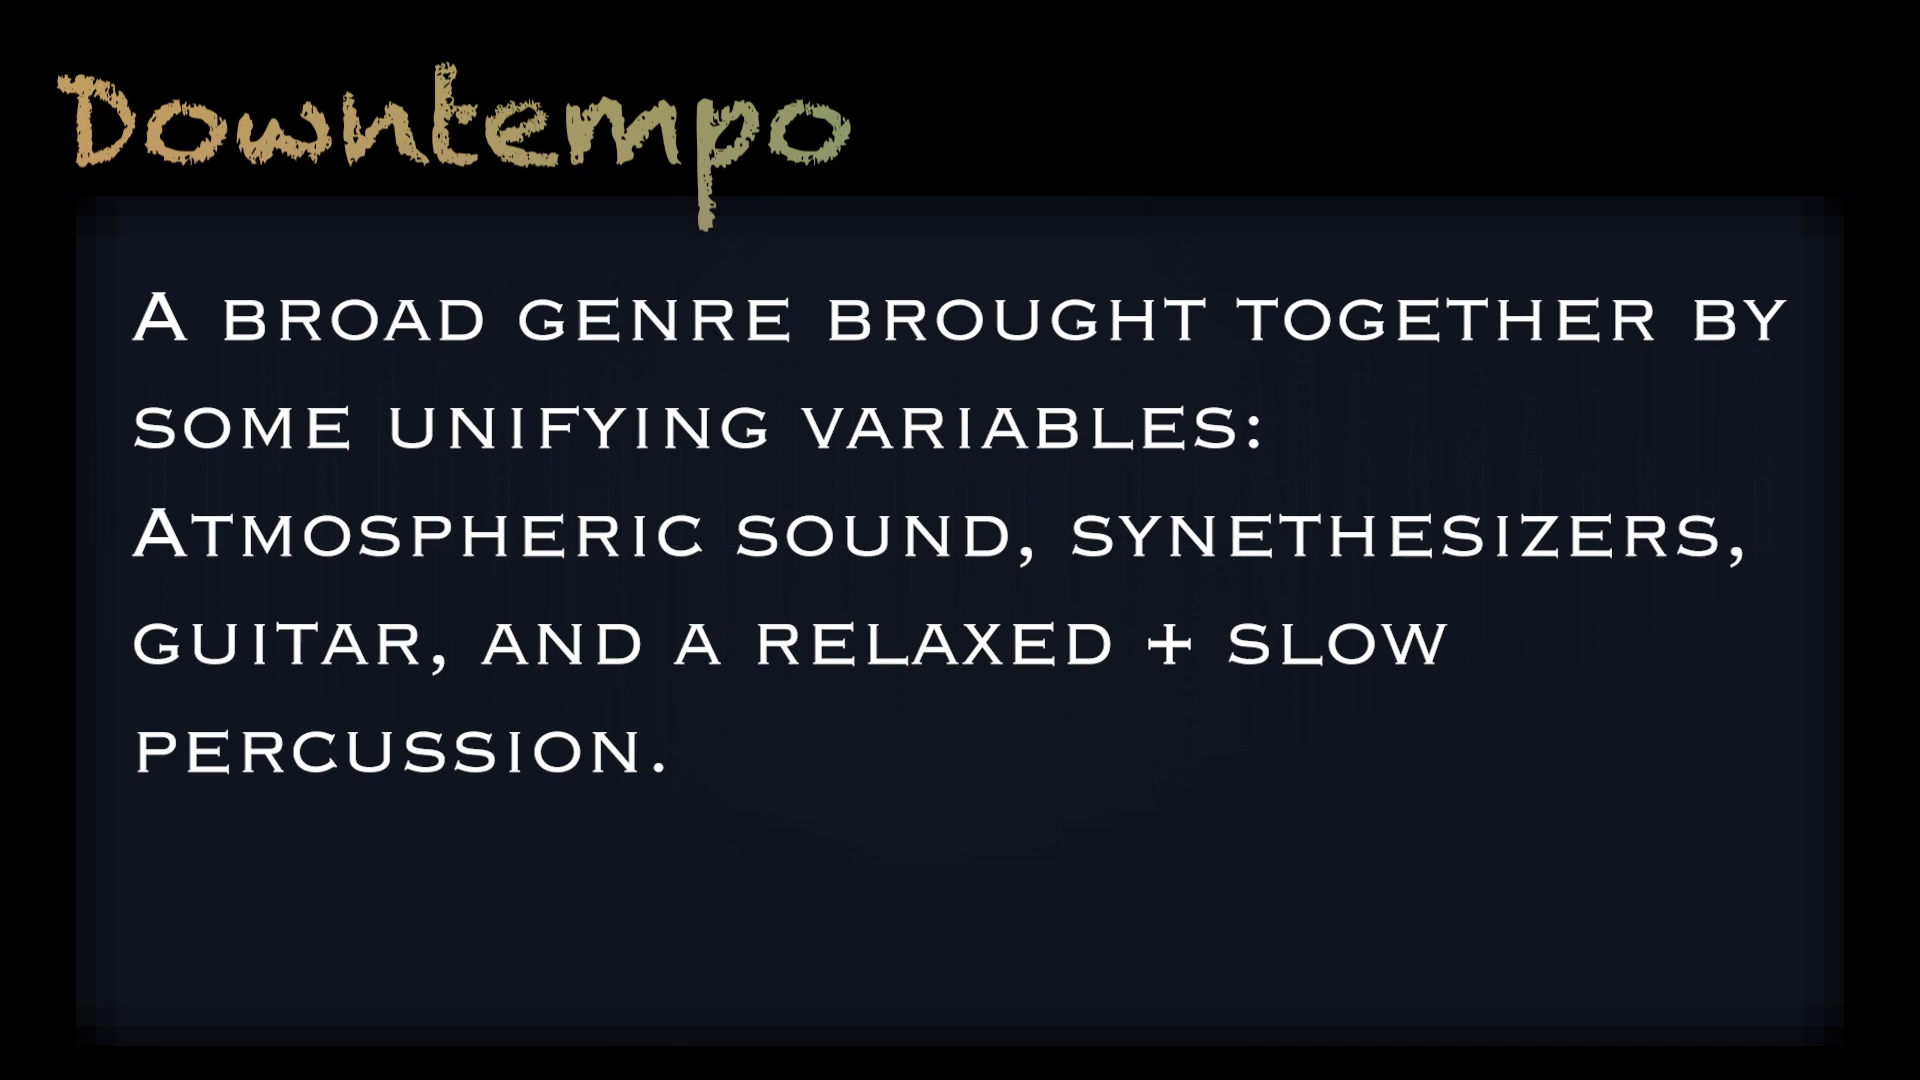 Downtempo
A broad genre brought together by
some unifying variables:
Atmospheric sound, synethesizers,
guitar, and a relaxed + slow
percussion.